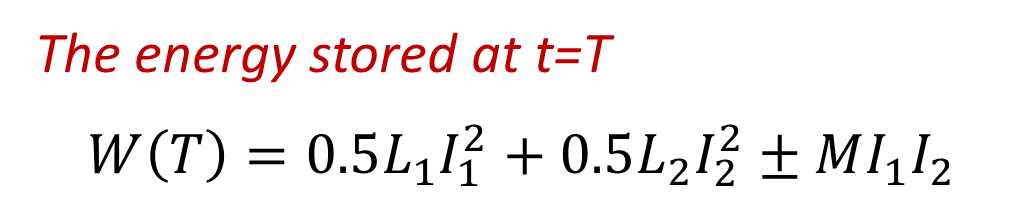 The energy stored at t=T
W(T) = 0.5L₁I₁² + 0.5L₂I₂² ± MI₁I₂